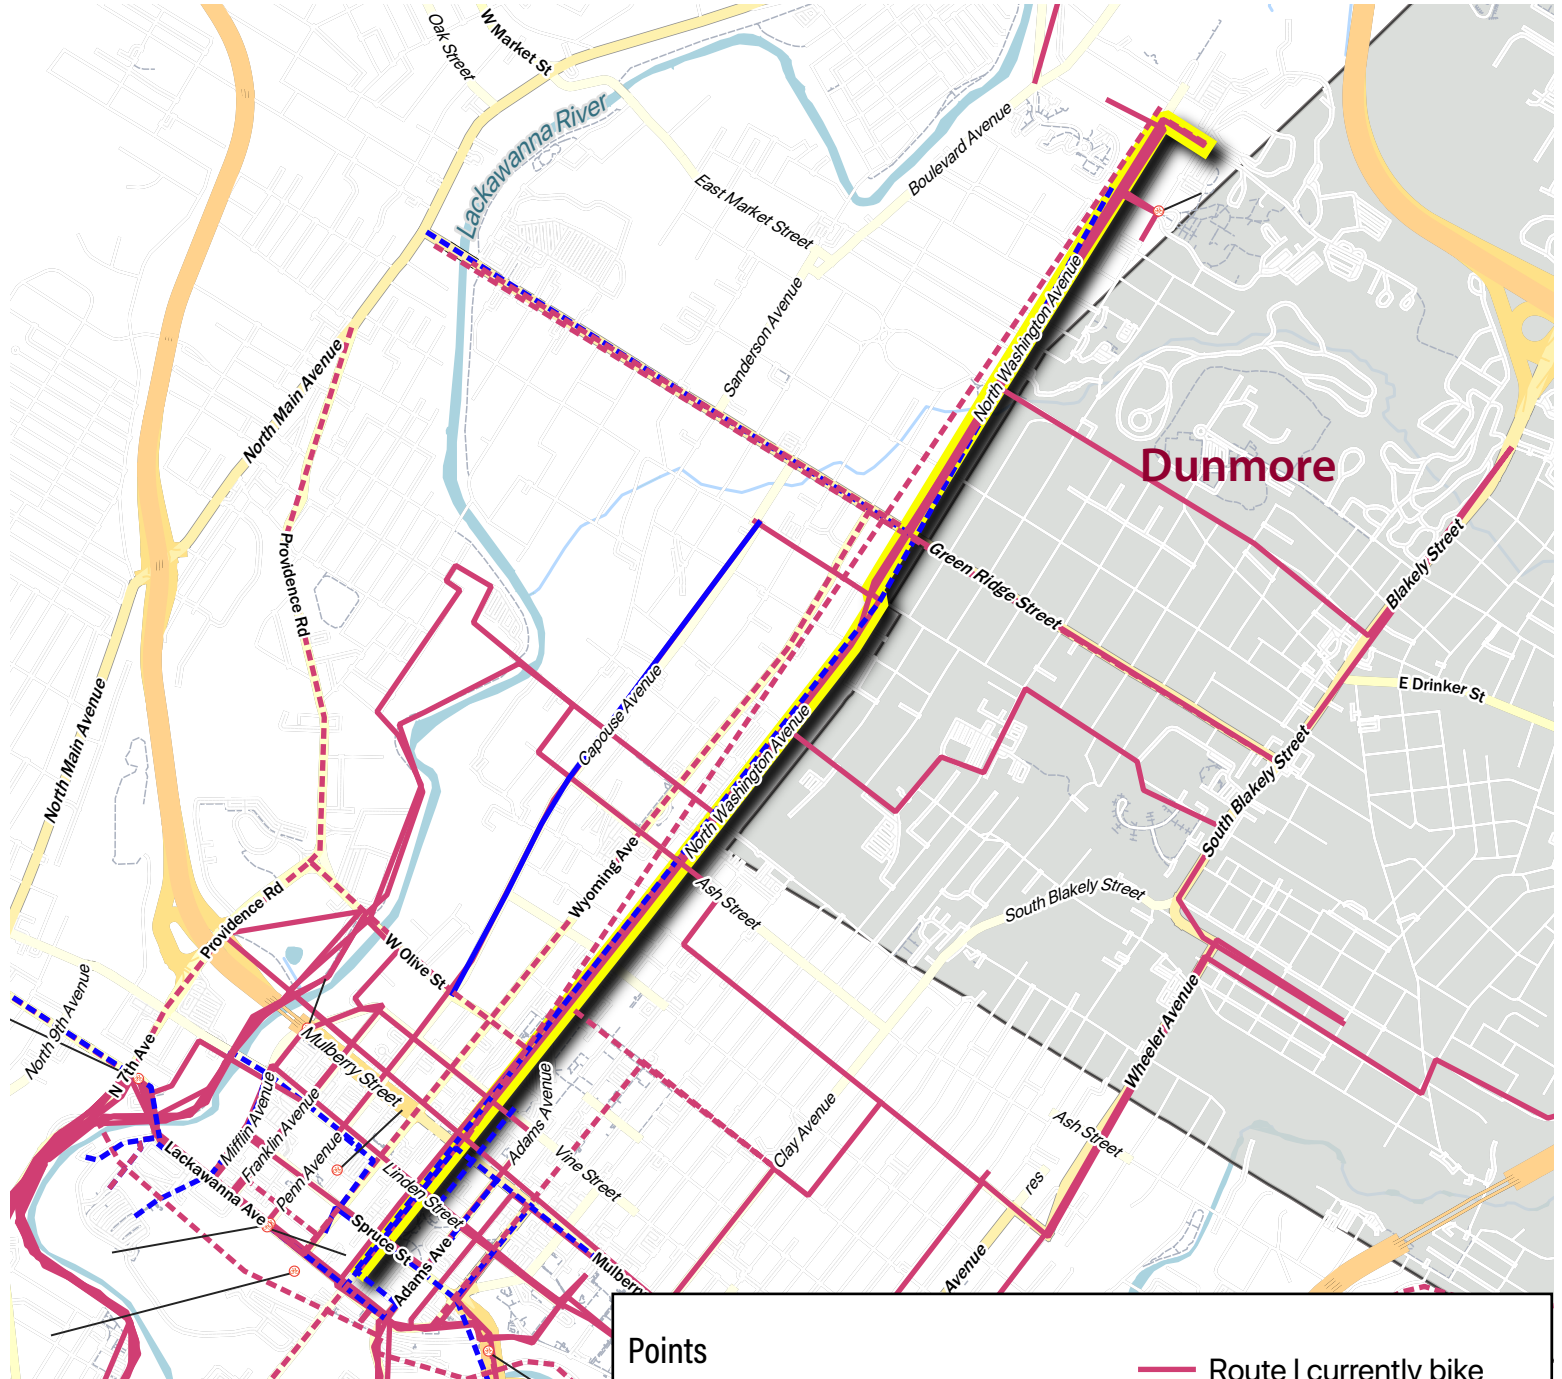 Oak Street
W Market St
Lackawanna River
Boulevard Avenue
East Market Street
Sanderson Avenue
North Washington Avenue
North Main Avenue
Dunmore
Providence Rd
Green Ridge Street
Blakely Street
E Drinker St
Capouse Avenue
North Main Avenue
North Washington Avenue
South Blakely Street
Wyoming Ave
Ash Street
South Blakely Street
Providence Rd
W Olive St
North 9th Avenue
N 7th Ave
Mulberry Street
Wheeler Avenue
Mifflin Avenue
Franklin Avenue
Penn Avenue
enue
Adams Avenue
Vine Street
Clay Avenue
Ash Street
Lackawanna Ave
Linden Street
Spruce St
Adams Ave
Mulberry
res
Avenue
Points
Route I currently bike